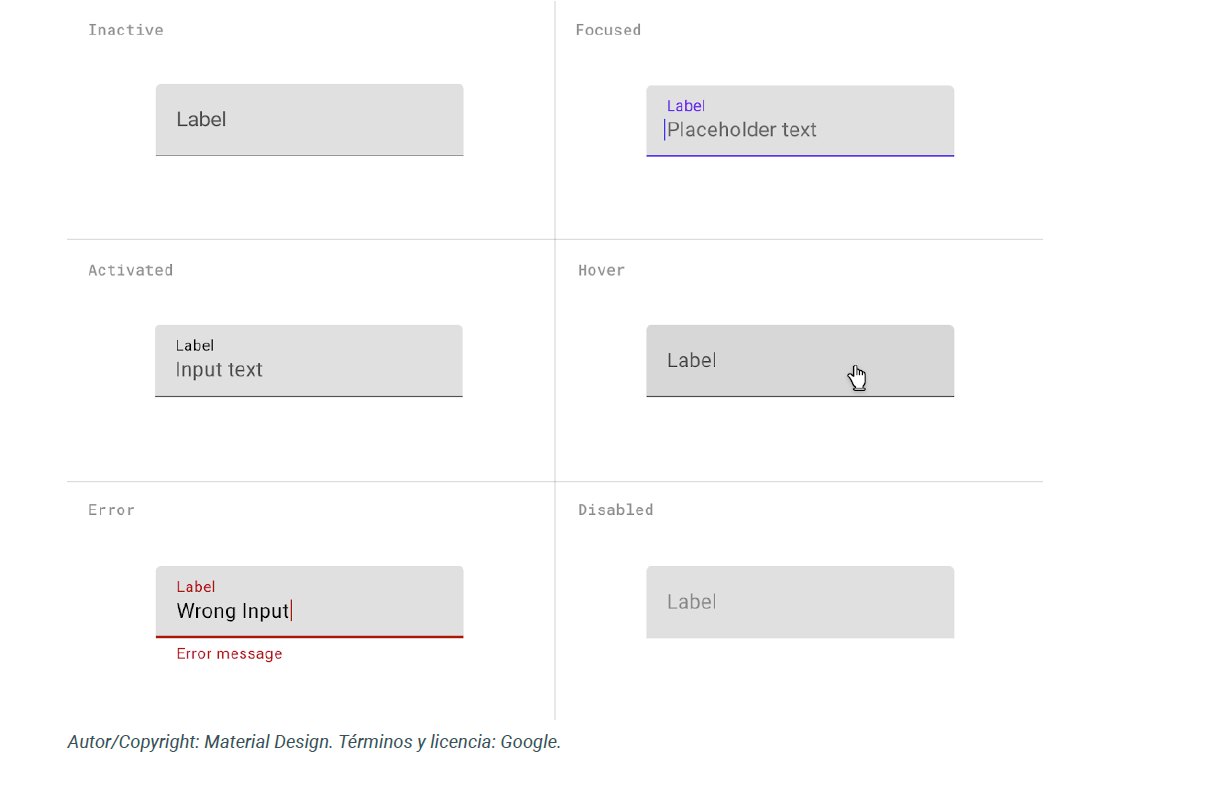 Inactive
Focused
Label
Label
Placeholder text
Activated
Hover
Label
Input text
Label
Error
Disabled
Label
Wrong Input
Error message
Label
Autor/Copyright: Material Design. Términos y licencia: Google.